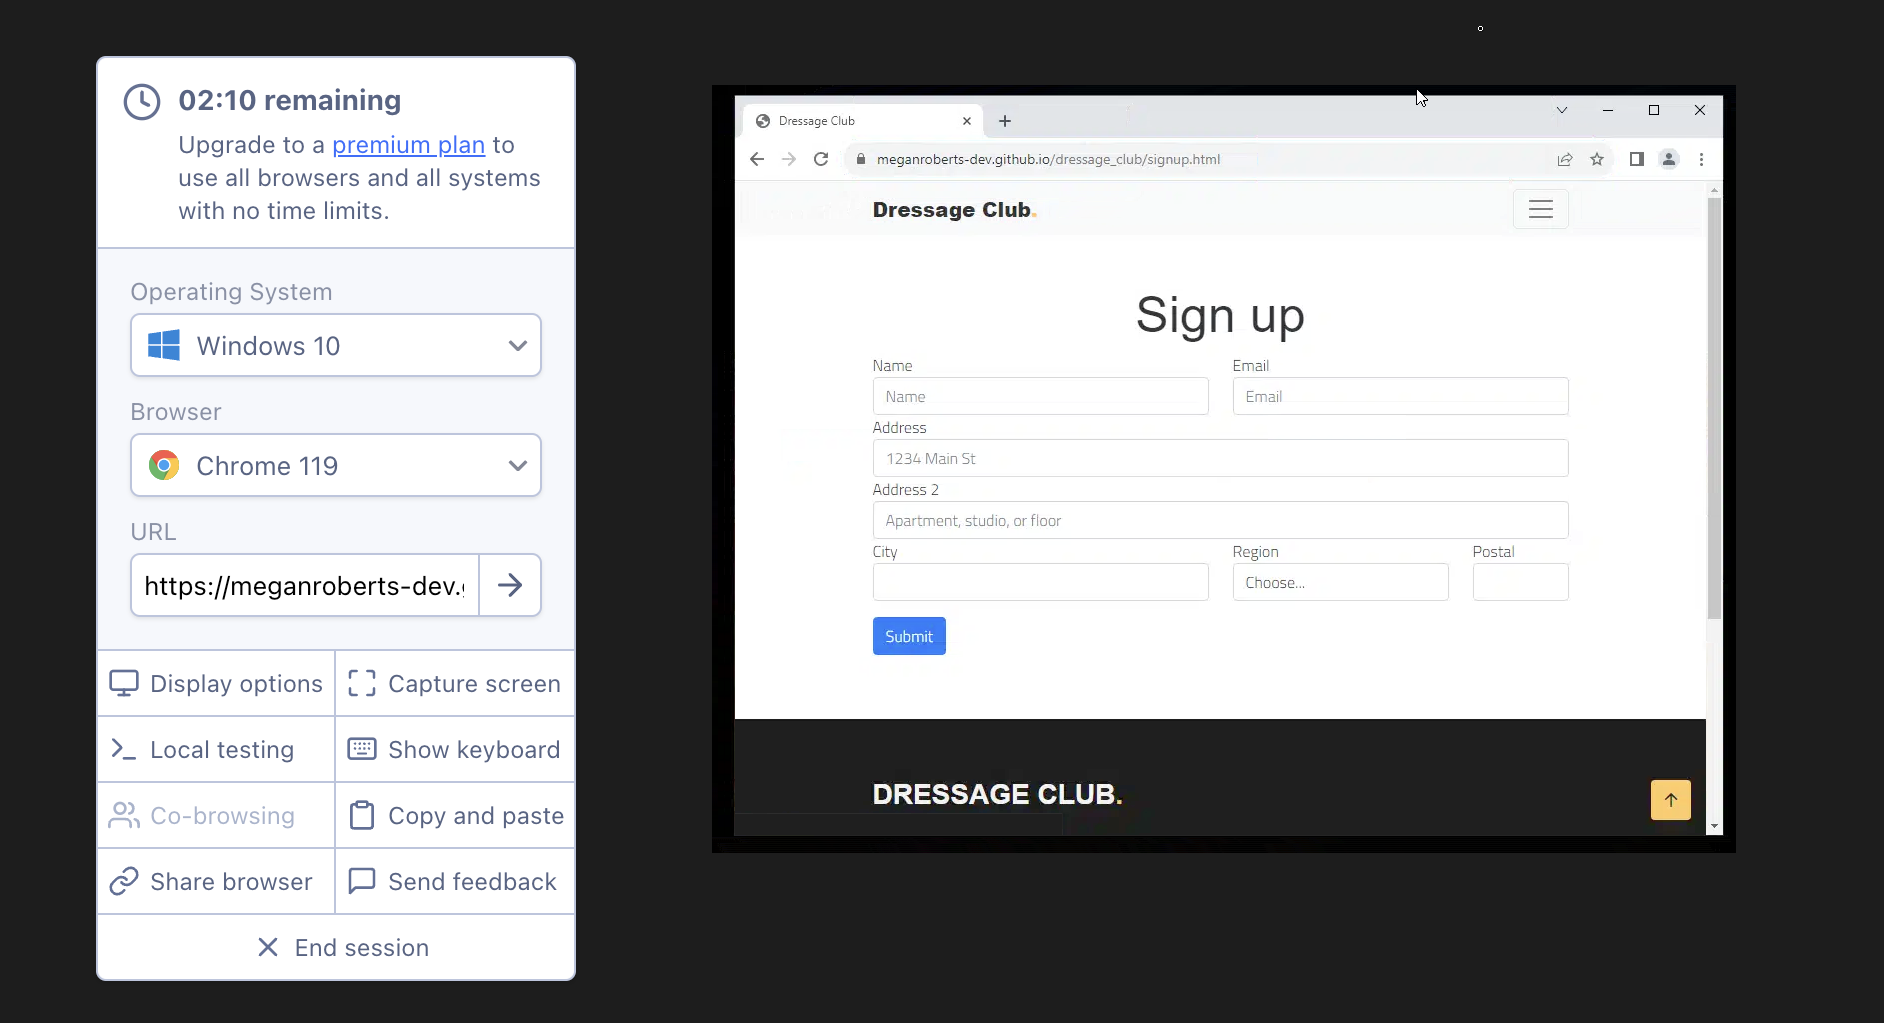 02:10 remaining
Upgrade to a premium plan to
use all browsers and all systems
with no time limits.
Operating System
Windows 10
Browser
Chrome 119
URL
https://meganroberts-dev.
Display options
Capture screen
Local testing
Show keyboard
Co-browsing
Copy and paste
Share browser
Send feedback
End session
Dressage Club
meganroberts-dev.github.io/dressage_club/signup.html
Dressage Club.
Sign up
Name
Email
Name
Email
Address
1234 Main St
Address 2
Apartment, studio, or floor
City
Region
Postal
Choose...
Submit
DRESSAGE CLUB.